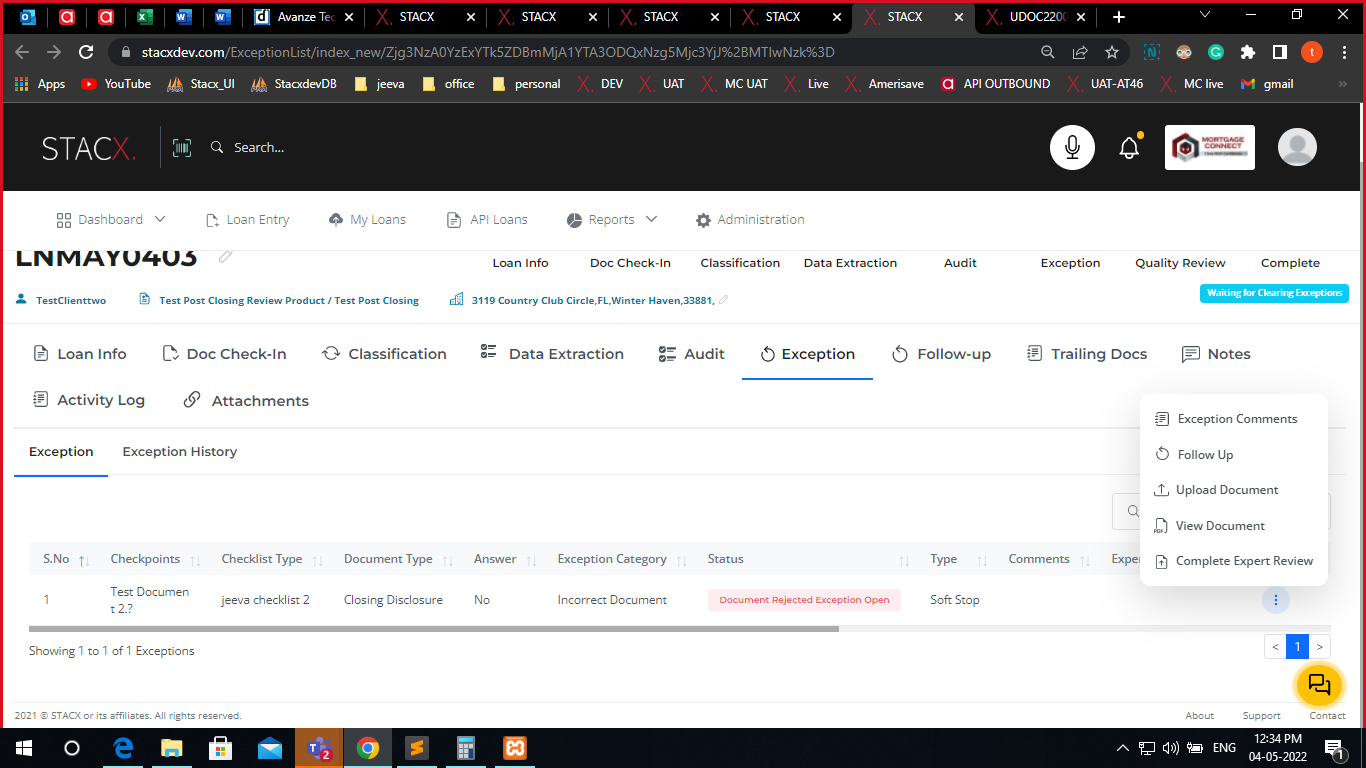 Avanze Tec
STACX
STACX
STACX
STACX
STACX
UDOC2200
stacxdev.com/ExceptionList/index_new/Zjg3NzA0YzExYTk5ZDBmMjA1YTA3ODQxNzg5Mjc3YjJ%2BMTIwNzk%3D
t
Apps
YouTube
Stacx_UI
StacxdevDB
jeeva
office
personal
DEV
UAT
MC UAT
Live
Amerisave
API OUTBOUND
UAT-AT46
MC live
gmail
STACX.
Search...
MORTGAGE
CONNECT
Dashboard
Loan Entry
My Loans
API Loans
Reports
Administration
LNMAY0403
Loan Info
Doc Check-In
Classification
Data Extraction
Audit
Exception
Quality Review
Complete
TestClienttwo
Test Post Closing Review Product / Test Post Closing
3119 Country Club Circle,FL,Winter Haven,33881,
Waiting for Clearing Exceptions
Loan Info
Doc Check-In
Classification
Data Extraction
Audit
Exception
Follow-up
Trailing Docs
Notes
Activity Log
Attachments
Exception
Exception History
Exception Comments
Follow Up
Upload Document
View Document
Complete Expert Review
S.No
Checkpoints
Checklist Type
Document Type
Answer
Exception Category
Status
Type
Comments
Exper
1
Test Documen
t 2.?
jeeva checklist 2
Closing Disclosure
No
Incorrect Document
Document Rejected Exception Open
Soft Stop
Showing 1 to 1 of 1 Exceptions
<
1
>
2021 © STACX or its affiliates. All rights reserved.
About
Support
Contact
2
ENG
12:34 PM
04-05-2022
1